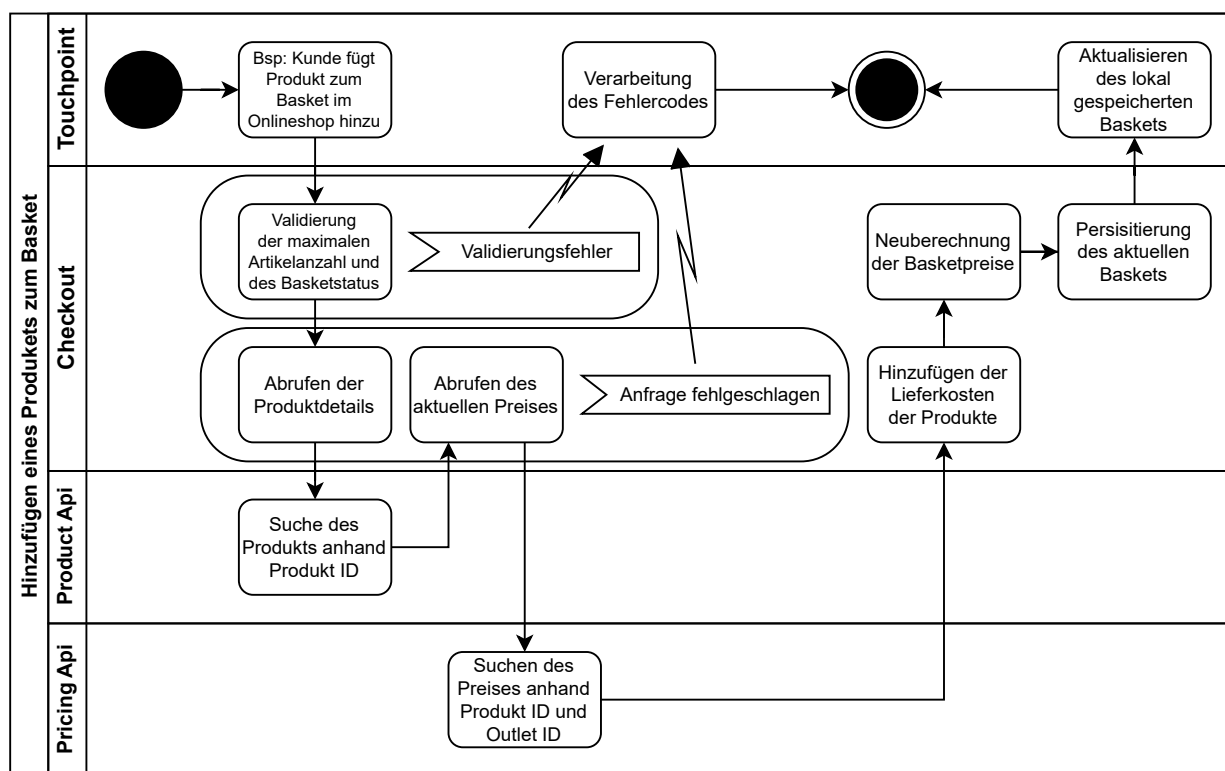 Hinzufügen eines Produkets zum Basket
Touchpoint
Bsp: Kunde fügt
Produkt zum
Basket im
Onlineshop hinzu
Verarbeitung
des Fehlercodes
Aktualisieren
des lokal
gespeicherten
Baskets
Checkout
Validierung
der maximalen
Artikelanzahl und
des Basketstatus
Validierungsfehler
Neuberechnung
der Basketpreise
Persisitierung
des aktuellen
Baskets
Abrufen der
Produktdetails
Abrufen des
aktuellen Preises
Anfrage fehlgeschlagen
Hinzufügen der
Lieferkosten
der Produkte
Product Api
Suche des
Produkts anhand
Produkt ID
Pricing Api
Suchen des
Preises anhand
Produkt ID und
Outlet ID